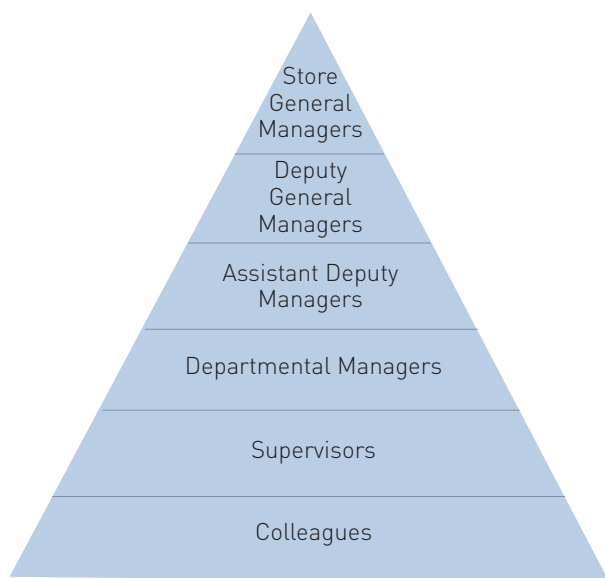 Store
General
Managers
Deputy
General
Managers
Assistant Deputy
Managers
Departmental Managers
Supervisors
Colleagues